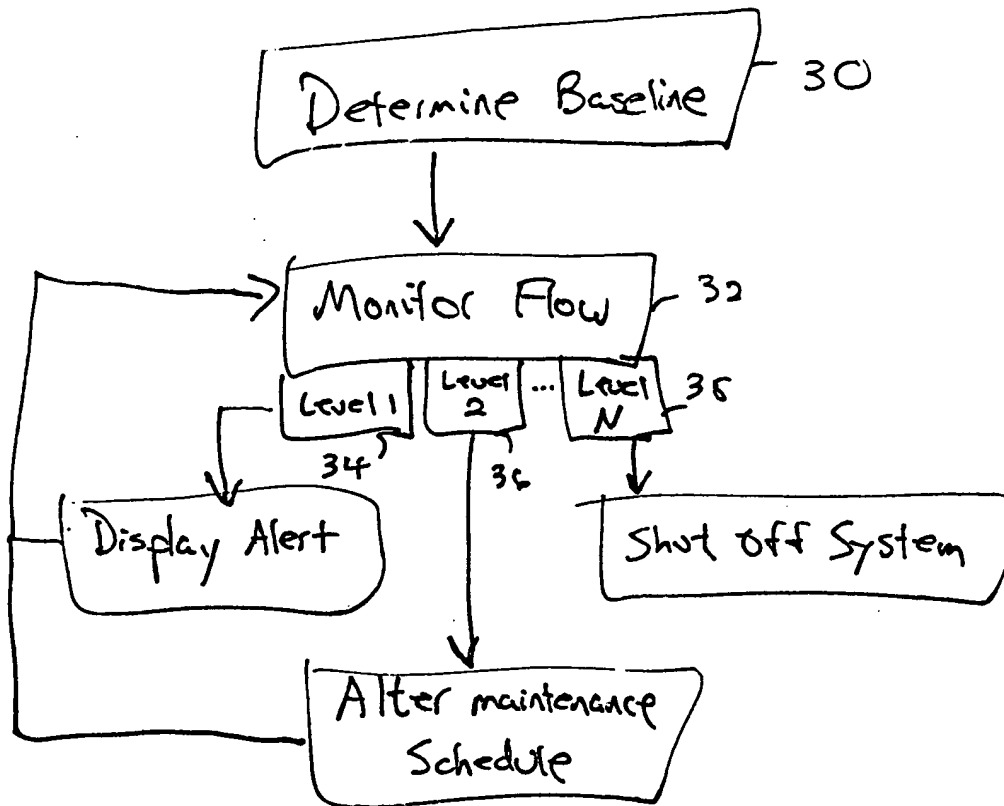 Determine Baseline
30
Monitor Flow
32
Level 1
Level
2
...
Level
N
38
34
36
Display Alert
Shut off System
Alter maintenance
Schedule